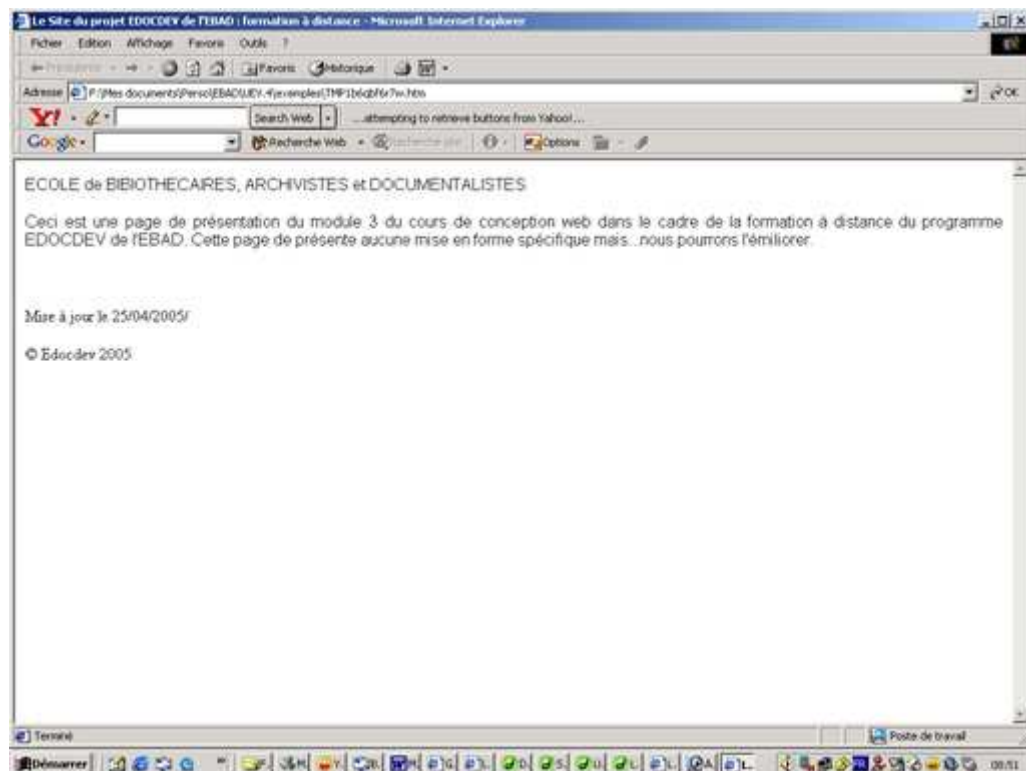 Le Site du projet EDOCDEV de l'EBAD : formation à distance - Microsoft Internet Explorer
Fichier Edition Affichage Favoris Outils ?
Favoris Historique
Adresse OK
Search Web ...attempting to retrieve buttons from Yahoo!...
Google Recherche Web Options
ECOLE de BIBIOTHECAIRES, ARCHIVISTES et DOCUMENTALISTES
Ceci est une page de présentation du module 3 du cours de conception web dans le cadre de la formation à distance du programme
EDOCDEV de l'EBAD. Cette page de présente aucune mise en forme spécifique mais...nous pourrons l'émiliorer.
Mise à jour le 25/04/2005/
© Edocdev 2005
Terminé Poste de travail
Démarrer